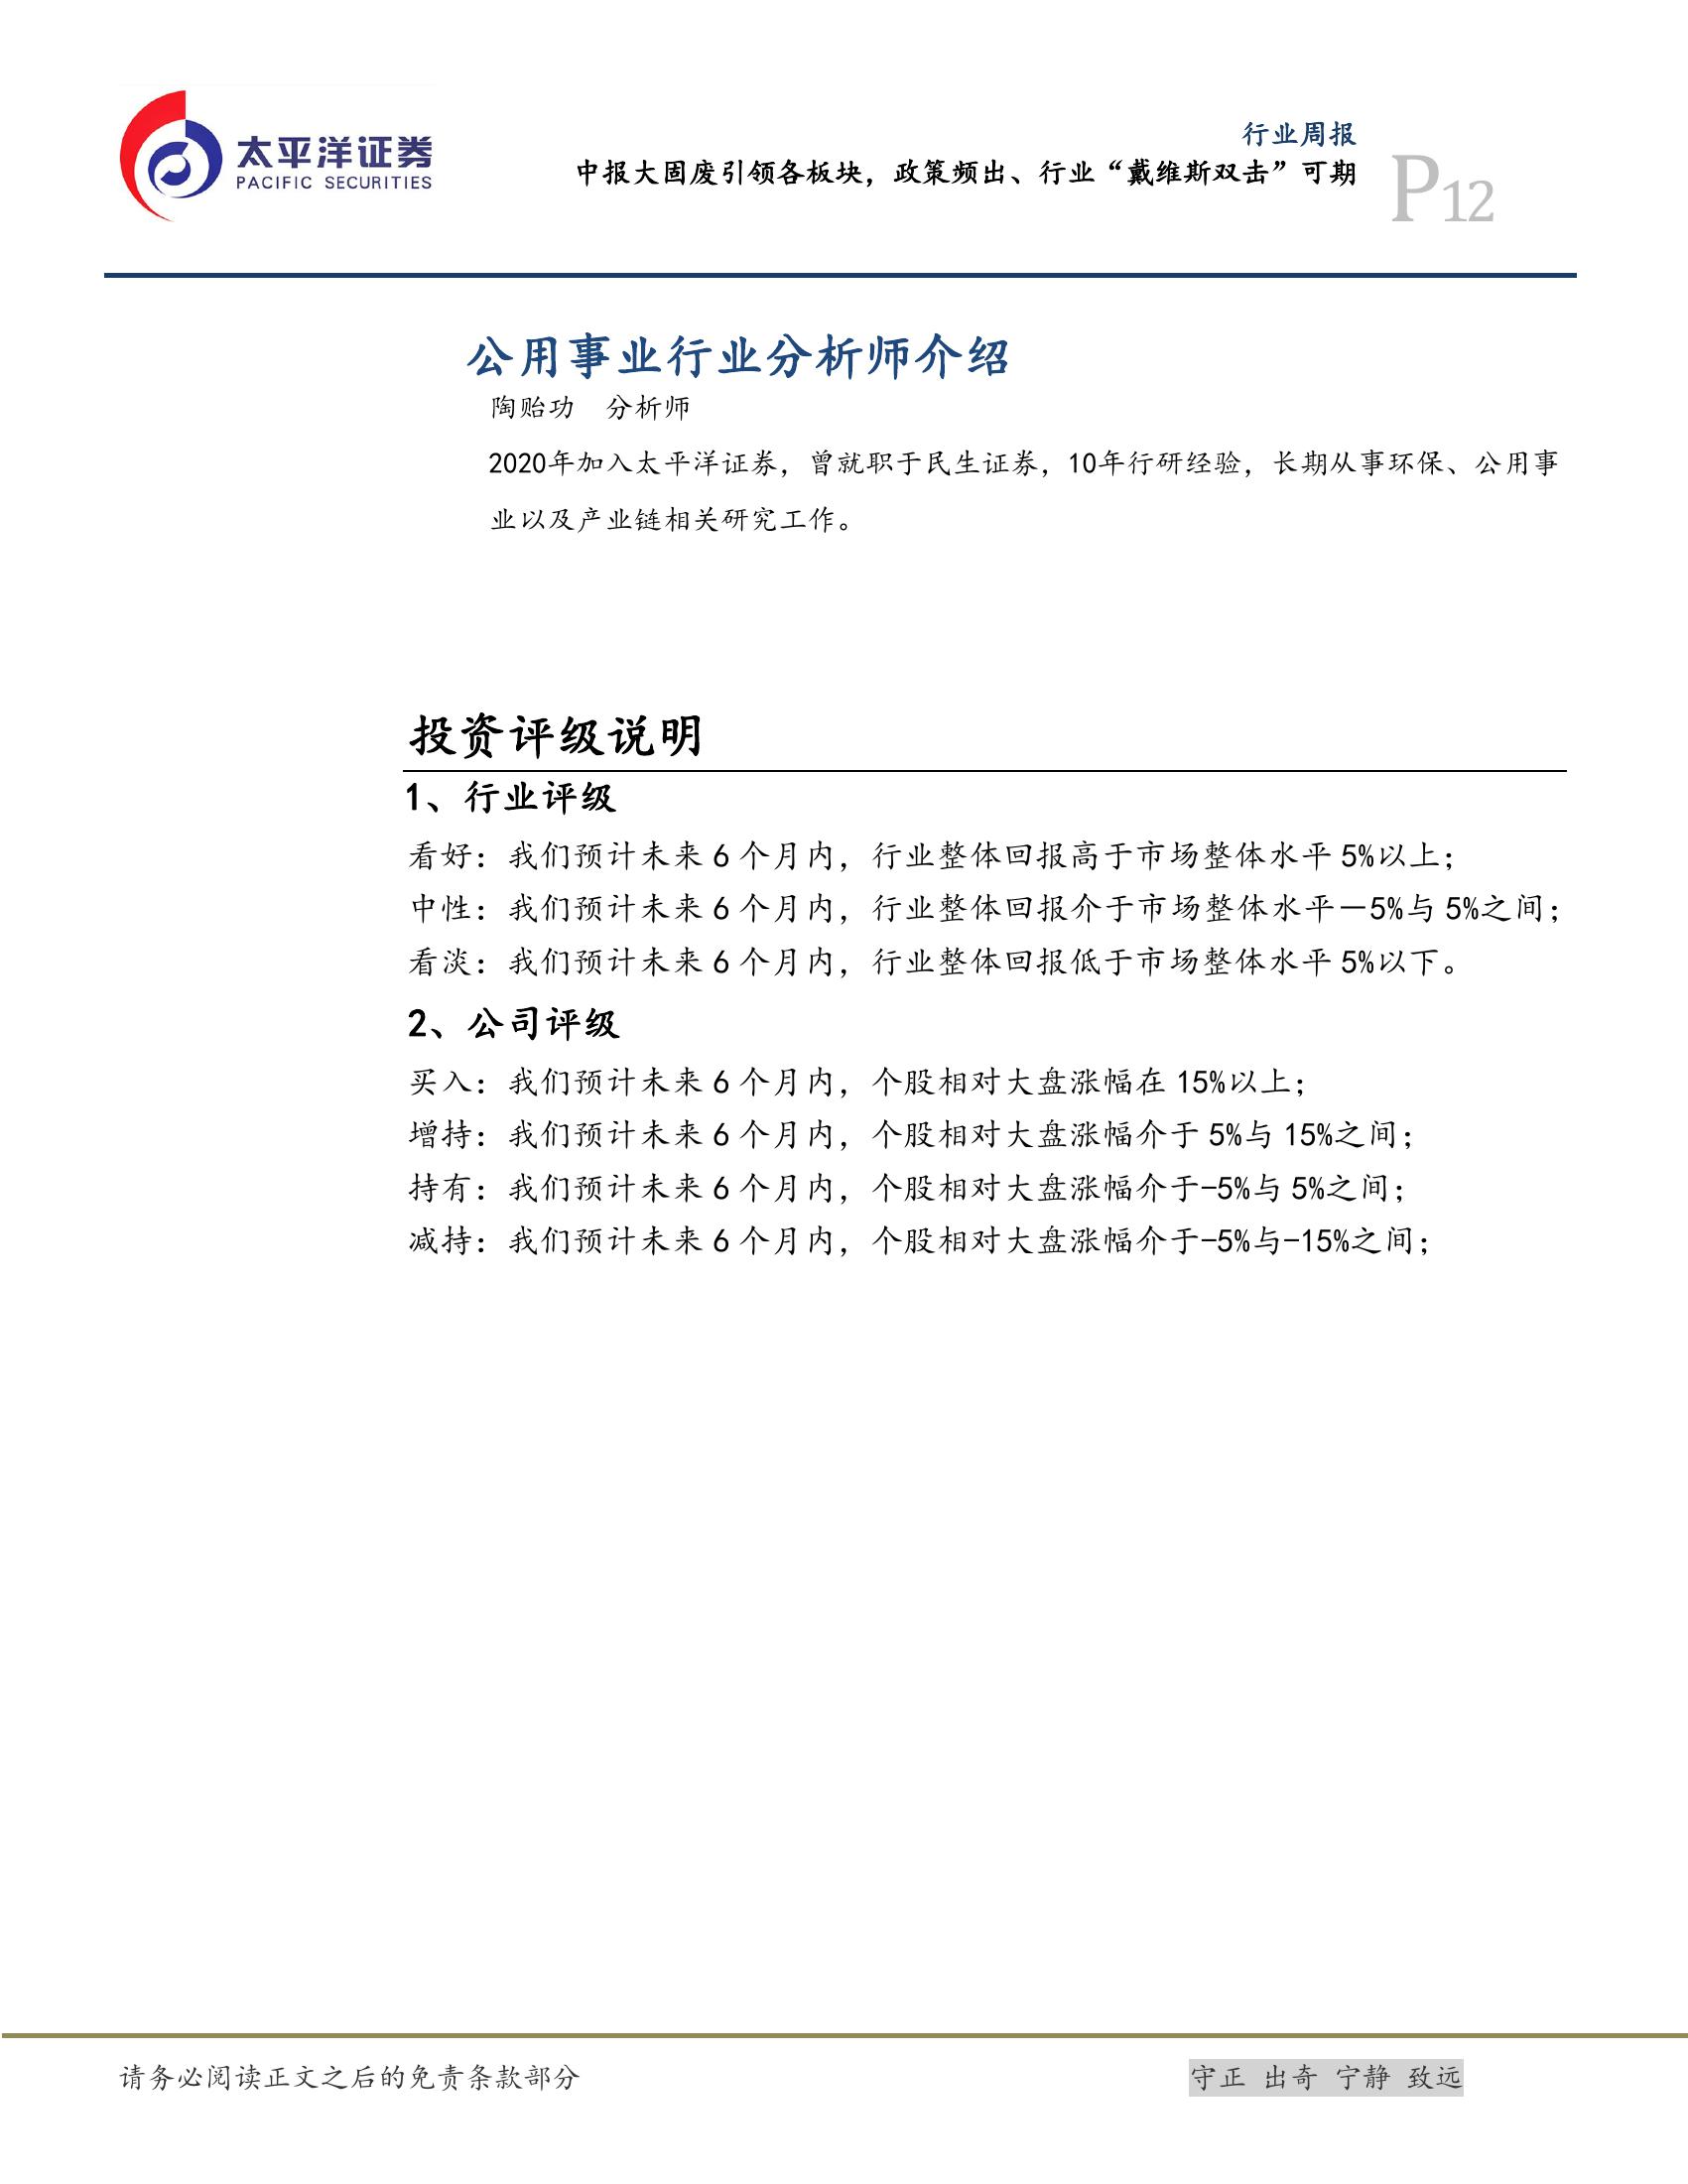 太平洋证券
PACIFIC SECURITIES
行业周报
中报大固废引领各板块，政策频出、行业“戴维斯双击”可期
P12
公用事业行业分析师介绍
陶贻功 分析师
2020年加入太平洋证券，曾就职于民生证券，10年行研经验，长期从事环保、公用事
业以及产业链相关研究工作。
投资评级说明
1、行业评级
看好：我们预计未来 6 个月内，行业整体回报高于市场整体水平 5%以上；
中性：我们预计未来 6 个月内，行业整体回报介于市场整体水平－5%与 5%之间；
看淡：我们预计未来 6 个月内，行业整体回报低于市场整体水平 5%以下。
2、公司评级
买入：我们预计未来 6 个月内，个股相对大盘涨幅在 15%以上；
增持：我们预计未来 6 个月内，个股相对大盘涨幅介于 5%与 15%之间；
持有：我们预计未来 6 个月内，个股相对大盘涨幅介于-5%与 5%之间；
减持：我们预计未来 6 个月内，个股相对大盘涨幅介于-5%与-15%之间；
请务必阅读正文之后的免责条款部分
守正 出奇 宁静 致远